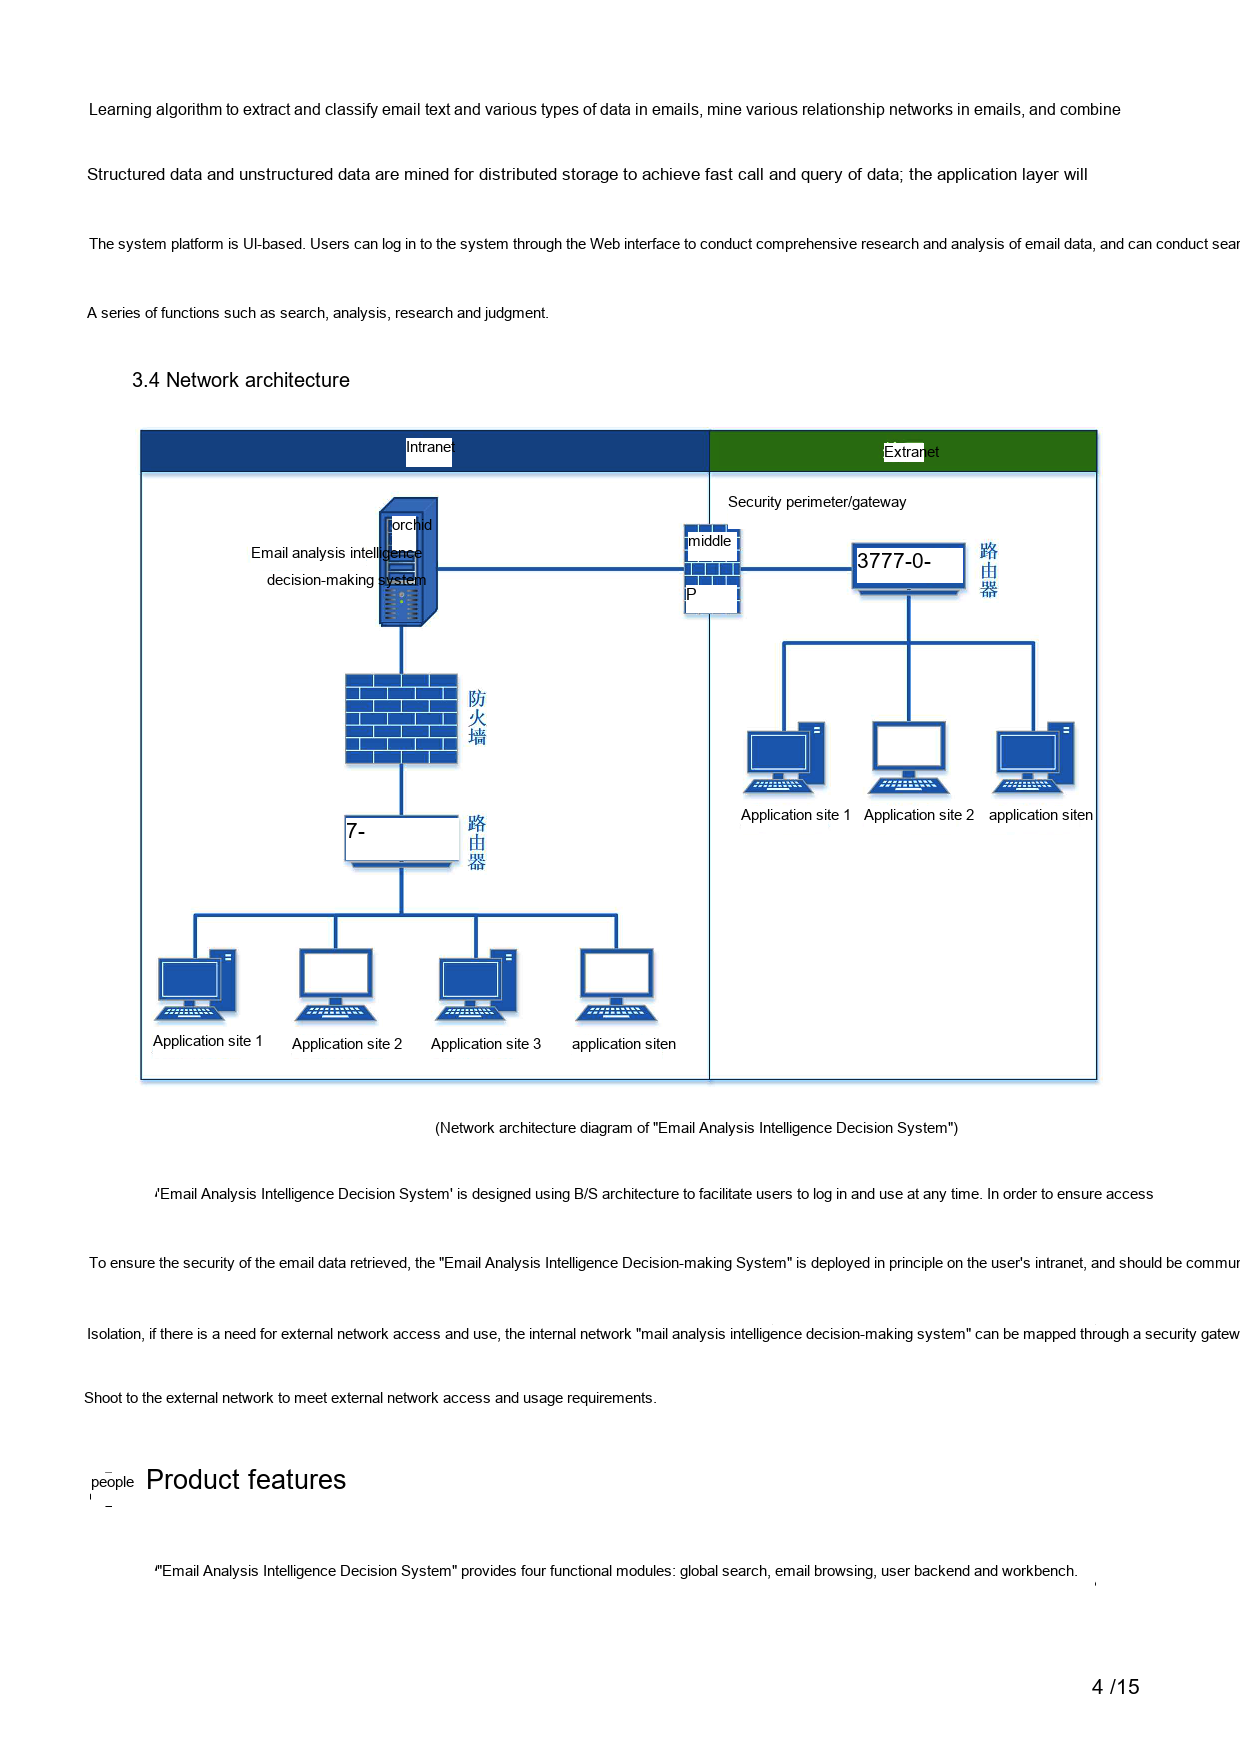 Learning algorithm to extract and classify email text and various types of data in emails, mine various relationship networks in emails, and combine
Structured data and unstructured data are mined for distributed storage to achieve fast call and query of data; the application layer will
The system platform is UI-based. Users can log in to the system through the Web interface to conduct comprehensive research and analysis of email data, and can conduct sear
A series of functions such as search, analysis, research and judgment.
3.4 Network architecture
Intranet
Extranet
Security perimeter/gateway
orchid
Email analysis intelligence
decision-making system
middle
P
3777-0-
路由器
防火墙
7-
路由器
Application site 1
Application site 2
application siten
Application site 1
Application site 2
Application site 3
application siten
(Network architecture diagram of "Email Analysis Intelligence Decision System")
'Email Analysis Intelligence Decision System' is designed using B/S architecture to facilitate users to log in and use at any time. In order to ensure access
To ensure the security of the email data retrieved, the "Email Analysis Intelligence Decision-making System" is deployed in principle on the user's intranet, and should be commun
Isolation, if there is a need for external network access and use, the internal network "mail analysis intelligence decision-making system" can be mapped through a security gatew
Shoot to the external network to meet external network access and usage requirements.
people Product features
"Email Analysis Intelligence Decision System" provides four functional modules: global search, email browsing, user backend and workbench.
4 /15